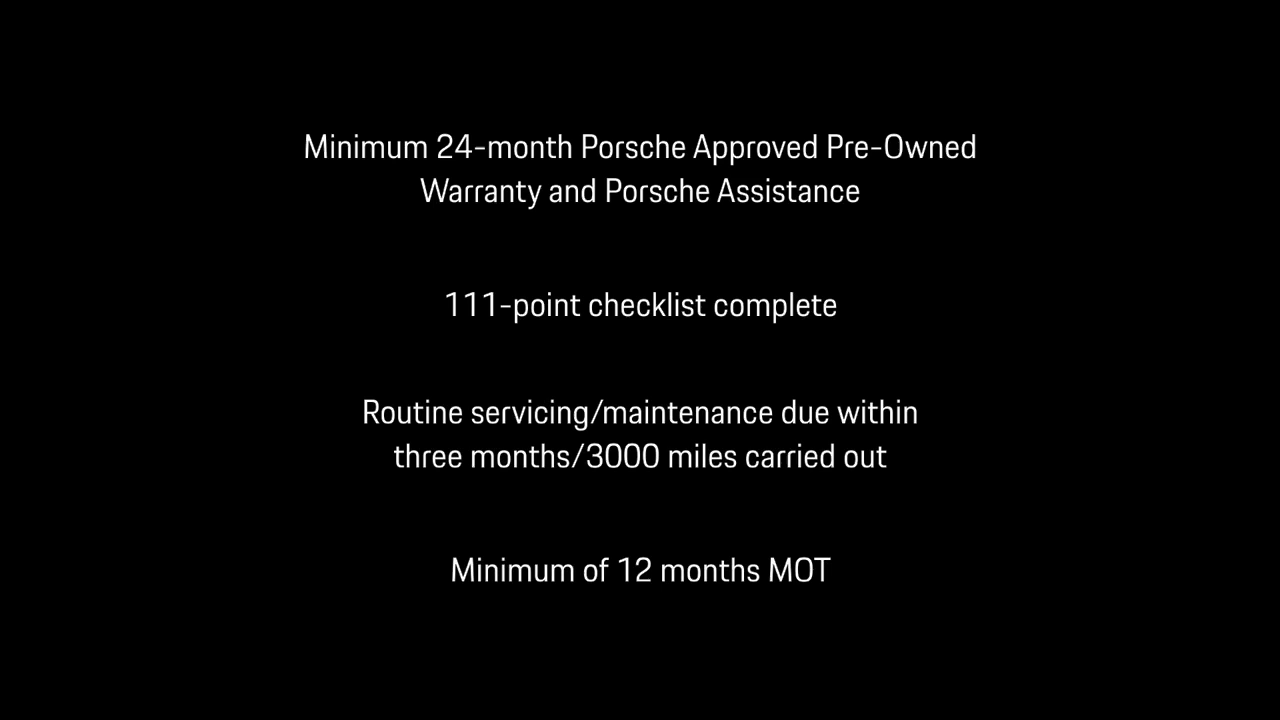 Minimum 24-month Porsche Approved Pre-Owned
Warranty and Porsche Assistance
111-point checklist complete
Routine servicing/maintenance due within
three months/3000 miles carried out
Minimum of 12 months MOT